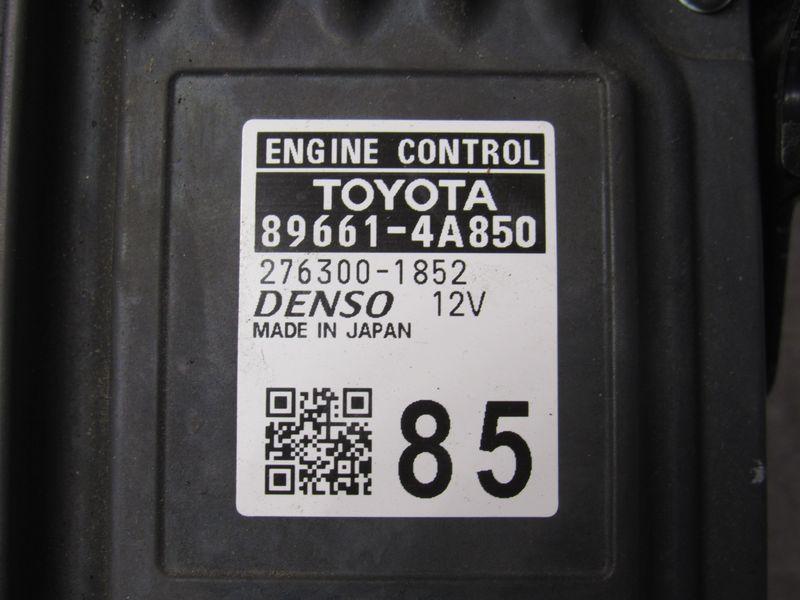 ENGINE CONTROL
TOYOTA
89661-4A850
276300-1852
DENSO 12V
MADE IN JAPAN
85